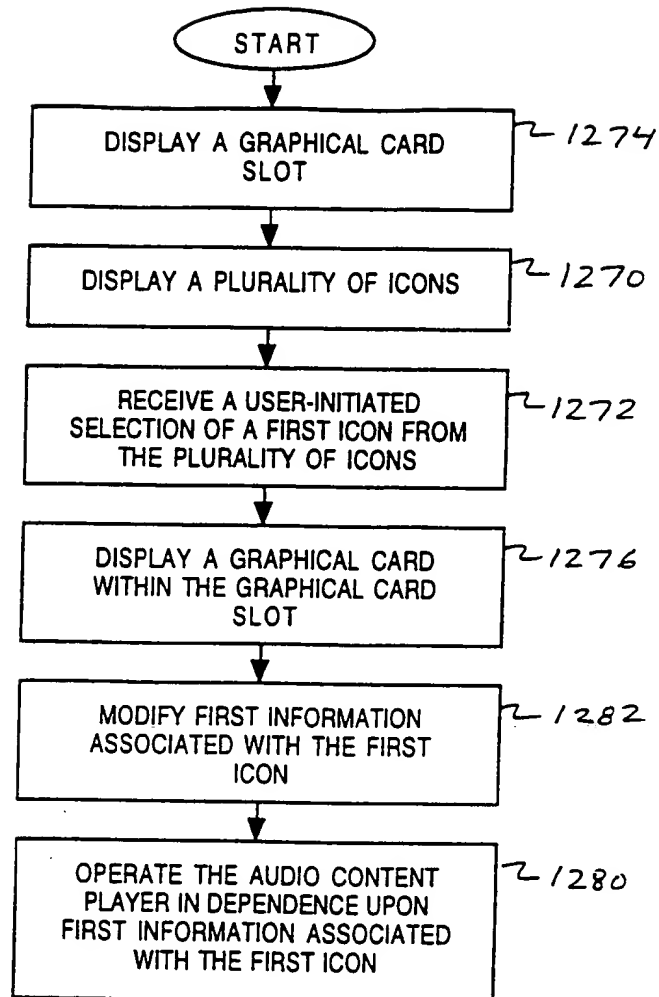 START
DISPLAY A GRAPHICAL CARD
SLOT
1274
DISPLAY A PLURALITY OF ICONS
1270
RECEIVE A USER-INITIATED
SELECTION OF A FIRST ICON FROM
THE PLURALITY OF ICONS
1272
DISPLAY A GRAPHICAL CARD
WITHIN THE GRAPHICAL CARD
SLOT
1276
MODIFY FIRST INFORMATION
ASSOCIATED WITH THE FIRST
ICON
1282
OPERATE THE AUDIO CONTENT
PLAYER IN DEPENDENCE UPON
FIRST INFORMATION ASSOCIATED
WITH THE FIRST ICON
1280